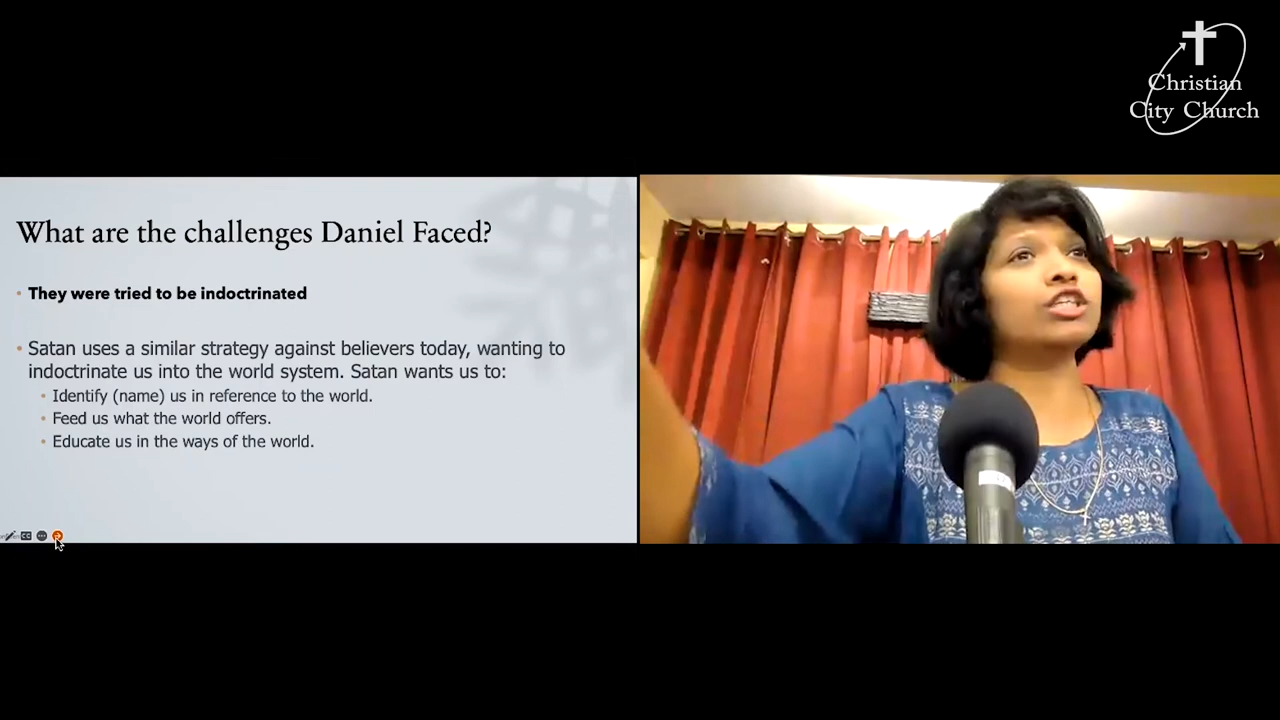 Christian
City Church
What are the challenges Daniel Faced?
They were tried to be indoctrinated
Satan uses a similar strategy against believers today, wanting to
indoctrinate us into the world system. Satan wants us to:
Identify (name) us in reference to the world.
Feed us what the world offers.
Educate us in the ways of the world.
CC